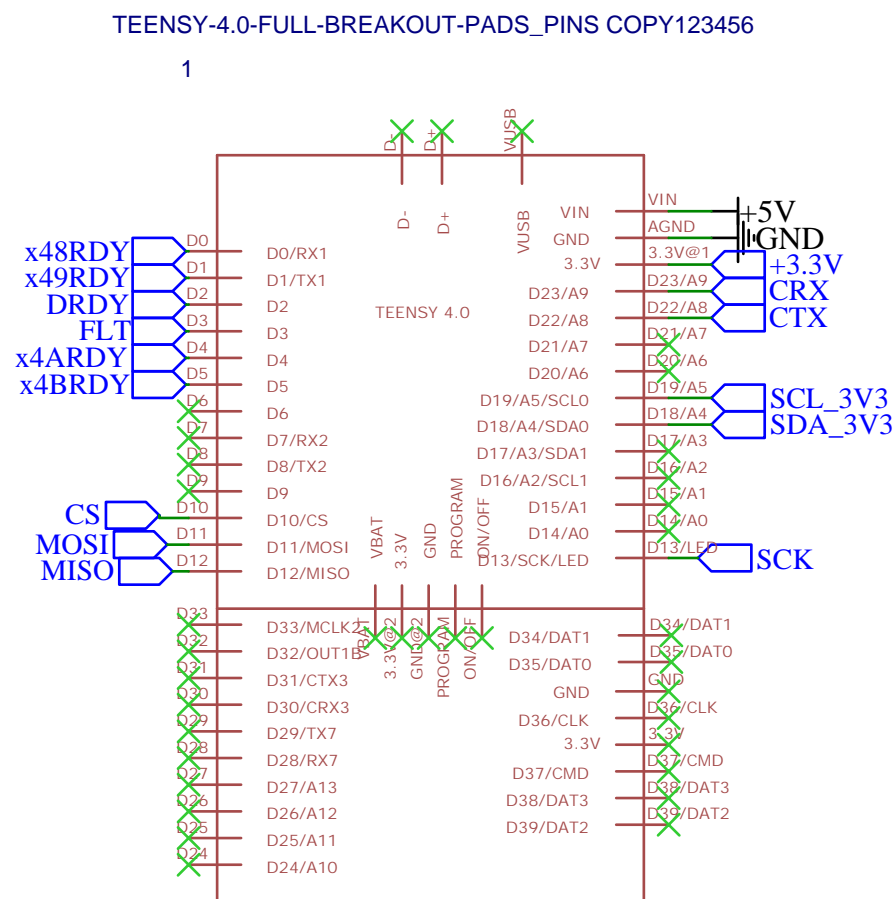 TEENSY-4.0-FULL-BREAKOUT-PADS_PINS COPY123456
1
D- D+ VUSB
D- D+ VUSB
TEENSY 4.0
x48RDY D0 D0/RX1
x49RDY D1 D1/TX1
DRDY D2 D2
FLT D3 D3
x4ARDY D4 D4
x4BRDY D5 D5
D6 D6
D7 D7/RX2
D8 D8/TX2
D9 D9
CS D10 D10/CS
MOSI D11 D11/MOSI
MISO D12 D12/MISO
VIN VIN +5V
GND AGND GND
3.3V 3.3V@1 +3.3V
D23/A9 D23/A9 CRX
D22/A8 D22/A8 CTX
D21/A7 D21/A7
D20/A6 D20/A6
D19/A5/SCL0 D19/A5 SCL_3V3
D18/A4/SDA0 D18/A4 SDA_3V3
D17/A3/SDA1 D17/A3
D16/A2/SCL1 D16/A2
D15/A1 D15/A1
D14/A0 D14/A0
D13/SCK/LED D13/LED SCK
VBAT 3.3V GND PROGRAM ON/OFF
VBAT 3.3V@2 GND@2 PROGRAM ON/OFF
D33 D33/MCLK2
D32 D32/OUT1B
D31 D31/CTX3
D30 D30/CRX3
D29 D29/TX7
D28 D28/RX7
D27 D27/A13
D26 D26/A12
D25 D25/A11
D24 D24/A10
D34/DAT1 D34/DAT1
D35/DAT0 D35/DAT0
GND GND
D36/CLK D36/CLK
3.3V 3.3V
D37/CMD D37/CMD
D38/DAT3 D38/DAT3
D39/DAT2 D39/DAT2